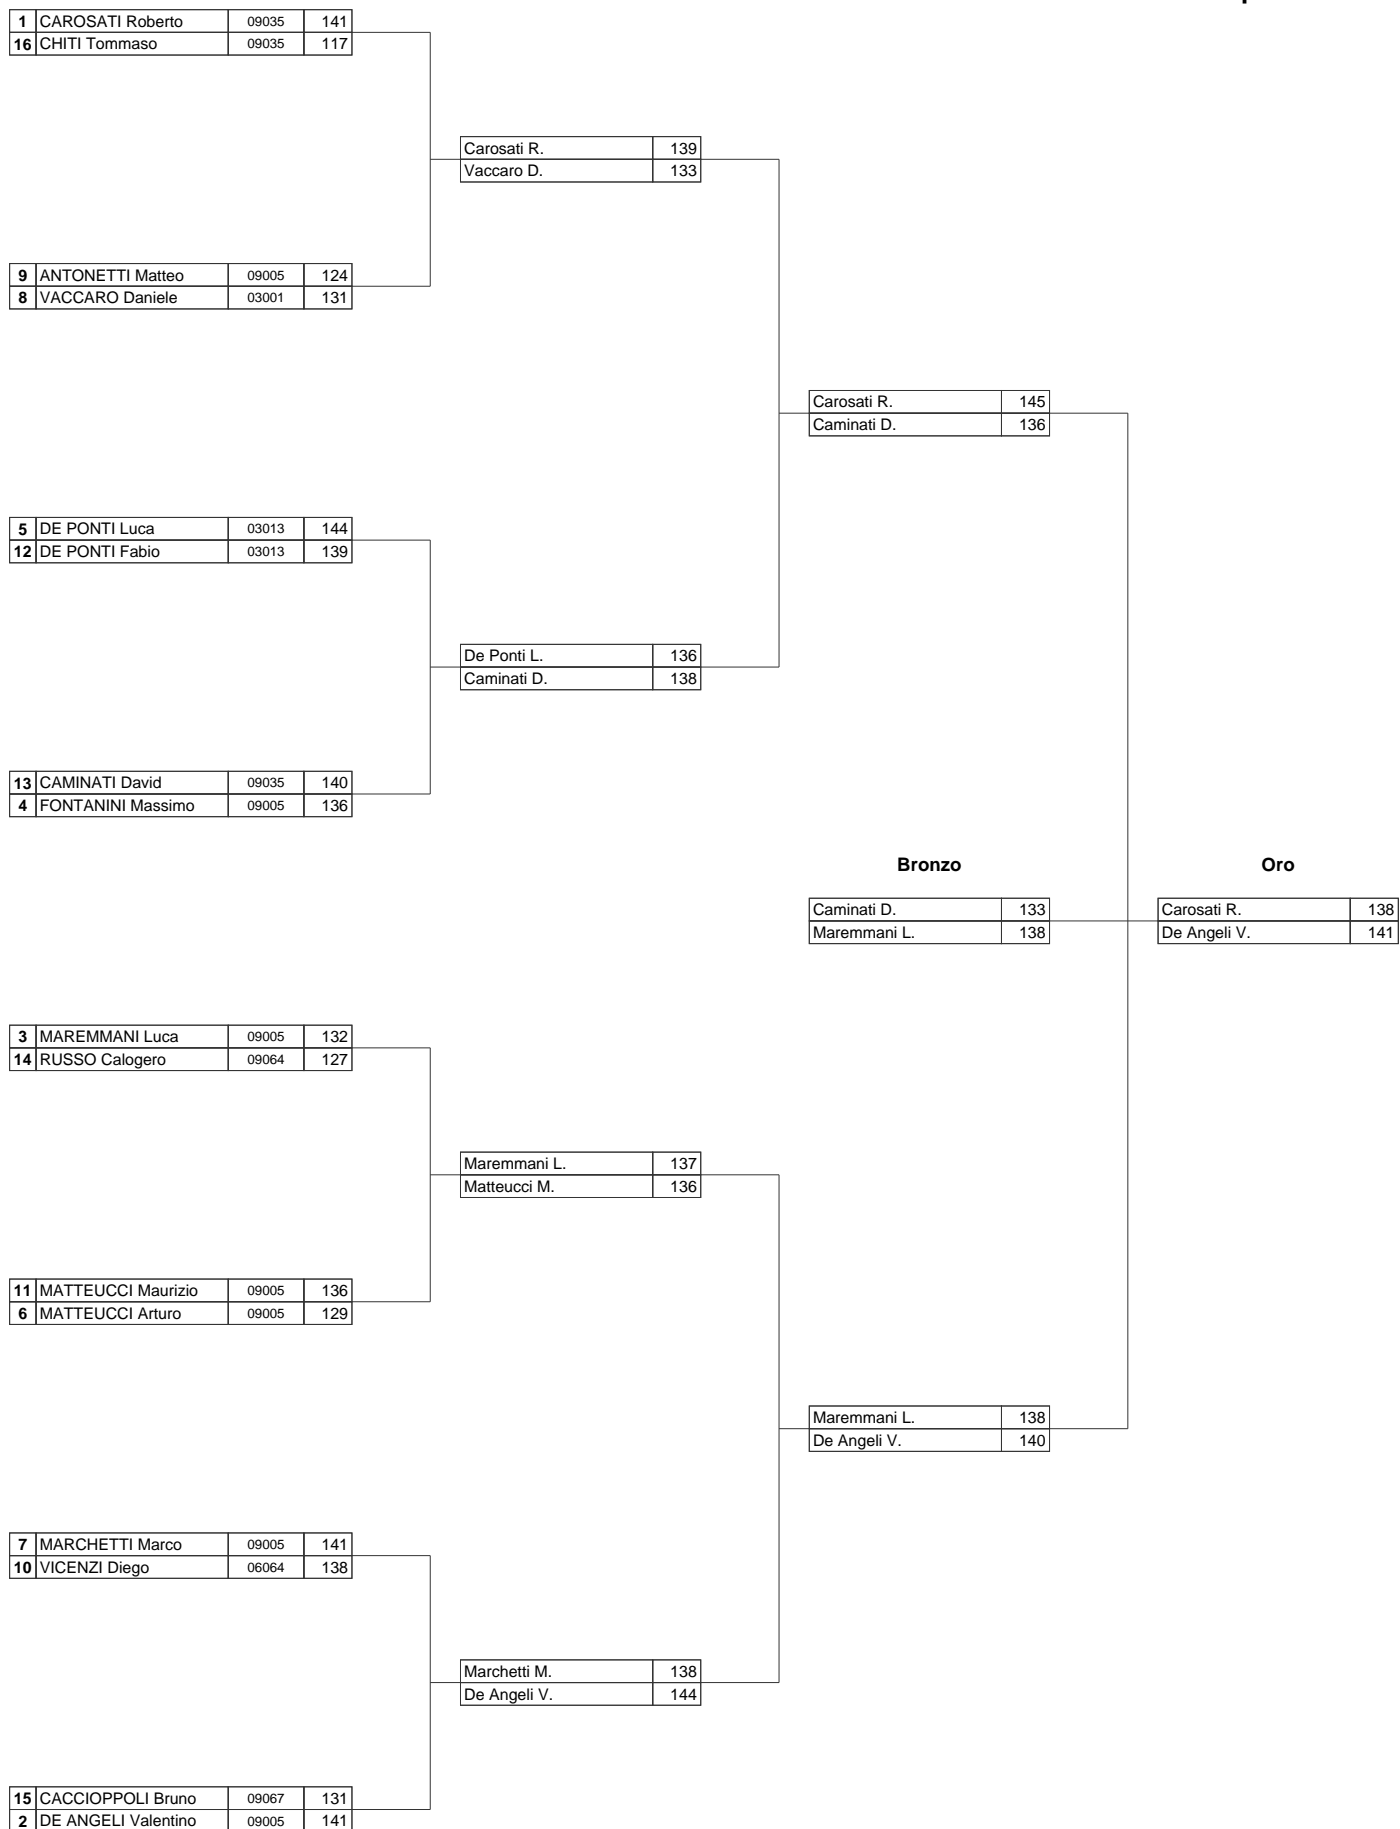 1 CAROSATI Roberto 09035 141
16 CHITI Tommaso 09035 117
Carosati R. 139
Vaccaro D. 133
9 ANTONETTI Matteo 09005 124
8 VACCARO Daniele 03001 131
Carosati R. 145
Caminati D. 136
5 DE PONTI Luca 03013 144
12 DE PONTI Fabio 03013 139
De Ponti L. 136
Caminati D. 138
13 CAMINATI David 09035 140
4 FONTANINI Massimo 09005 136
Bronzo Oro
Caminati D. 133 Carosati R. 138
Maremmani L. 138 De Angeli V. 141
3 MAREMMANI Luca 09005 132
14 RUSSO Calogero 09064 127
Maremmani L. 137
Matteucci M. 136
11 MATTEUCCI Maurizio 09005 136
6 MATTEUCCI Arturo 09005 129
Maremmani L. 138
De Angeli V. 140
7 MARCHETTI Marco 09005 141
10 VICENZI Diego 06064 138
Marchetti M. 138
De Angeli V. 144
15 CACCIOPPOLI Bruno 09067 131
2 DE ANGELI Valentino 09005 141